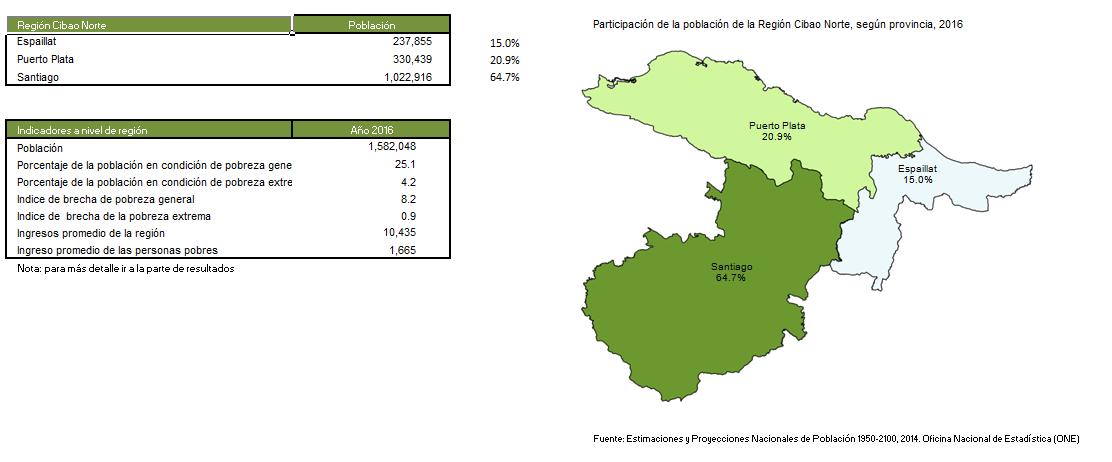 Región Cibao Norte Población
Espaillat 237,855 15.0%
Puerto Plata 330,439 20.9%
Santiago 1,022,916 64.7%
Indicadores a nivel de región Año 2016
Población 1,582,048
Porcentaje de la población en condición de pobreza gene 25.1
Porcentaje de la población en condición de pobreza extre 4.2
Indice de brecha de pobreza general 8.2
Indice de brecha de la pobreza extrema 0.9
Ingresos promedio de la región 10,435
Ingreso promedio de las personas pobres 1,665
Nota: para más detalle ir a la parte de resultados
Participación de la población de la Región Cibao Norte, según provincia, 2016
Puerto Plata
20.9%
Espaillat
15.0%
Santiago
64.7%
Fuente: Estimaciones y Proyecciones Nacionales de Población 1950-2100, 2014. Oficina Nacional de Estadística (ONE)